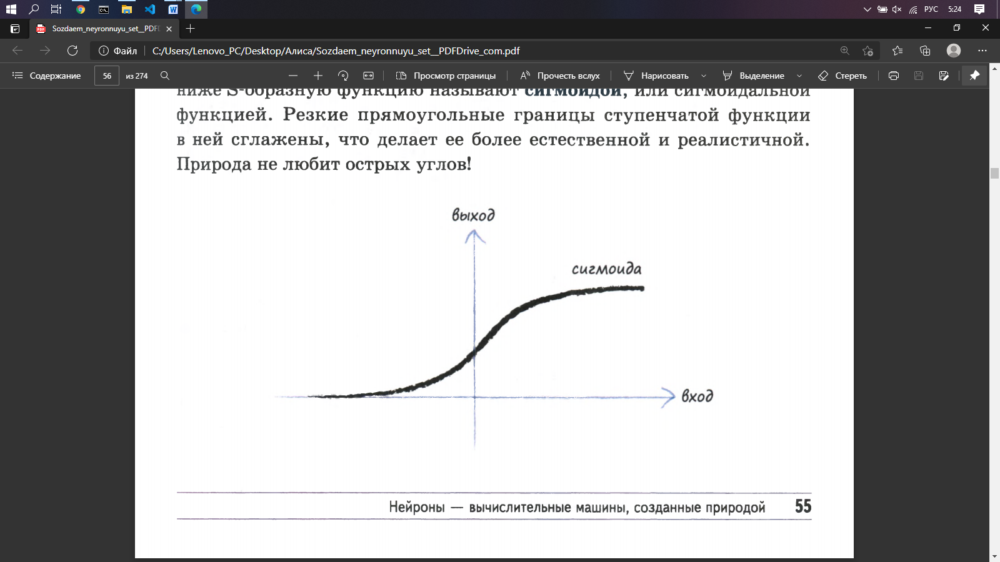 РУС 5:24
Sozdaem_neyronnuyu_set__PDFD
Файл C:/Users/Lenovo_PC/Desktop/Алиса/Sozdaem_neyronnuyu_set__PDFDrive_com.pdf
Содержание 56 из 274 Просмотр страницы Прочесть вслух Нарисовать Выделение Стереть
ниже S-образную функцию называют сигмоидой, или сигмоидальной
функцией. Резкие прямоугольные границы ступенчатой функции
в ней сглажены, что делает ее более естественной и реалистичной.
Природа не любит острых углов!
выход
сигмоида
вход
Нейроны — вычислительные машины, созданные природой 55